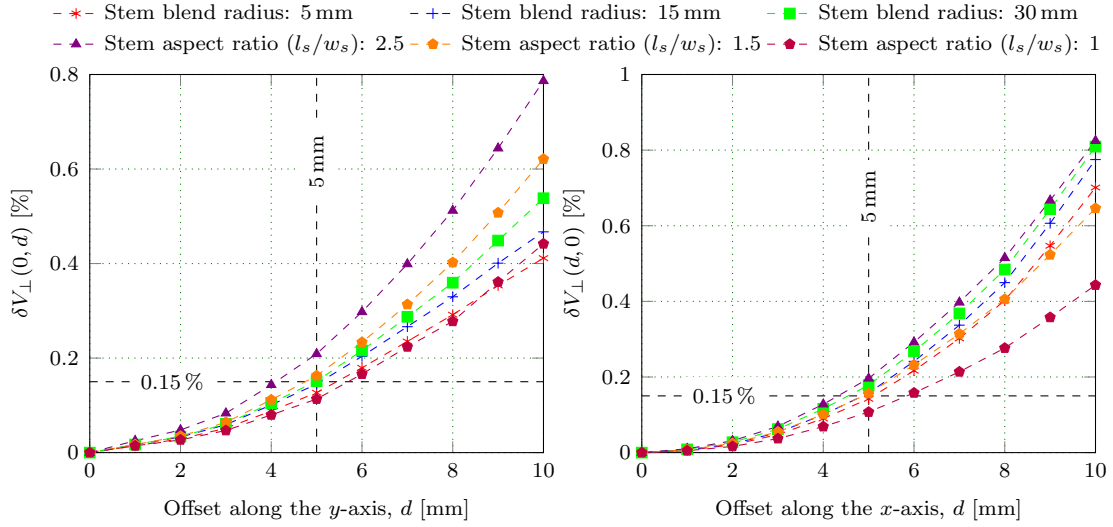 Stem blend radius: 5 mm Stem blend radius: 15 mm Stem blend radius: 30 mm
Stem aspect ratio (l_s/w_s): 2.5 Stem aspect ratio (l_s/w_s): 1.5 Stem aspect ratio (l_s/w_s): 1
δV⊥(0, d) [%]
0.8
0.6
0.4
0.2
0
5 mm
0.15 %
0 2 4 6 8 10
Offset along the y-axis, d [mm]
δV⊥(d, 0) [%]
1
0.8
0.6
0.4
0.2
0
5 mm
0.15 %
0 2 4 6 8 10
Offset along the x-axis, d [mm]